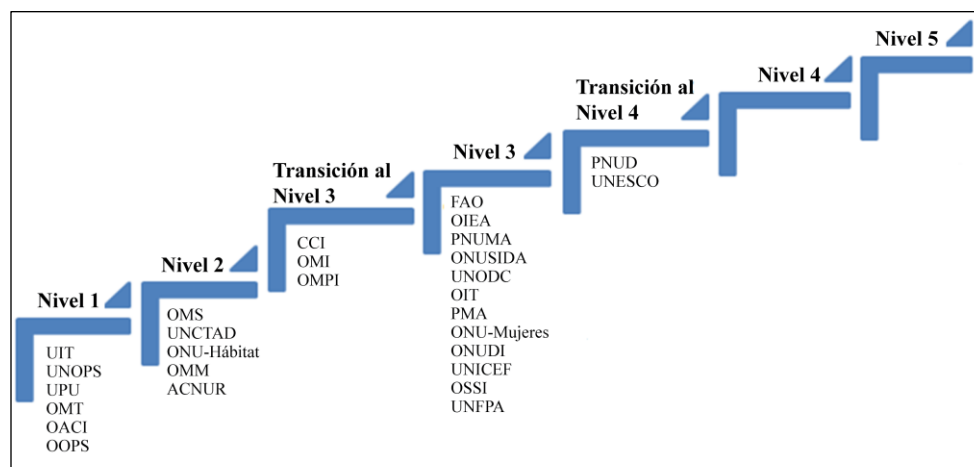 Nivel 1
UIT
UNOPS
UPU
OMT
OACI
OOPS
Nivel 2
OMS
UNCTAD
ONU-Hábitat
OMM
ACNUR
Transición al
Nivel 3
CCI
OMI
OMPI
Nivel 3
FAO
OIEA
PNUMA
ONUSIDA
UNODC
OIT
PMA
ONU-Mujeres
ONUDI
UNICEF
OSSI
UNFPA
Transición al
Nivel 4
PNUD
UNESCO
Nivel 4
Nivel 5